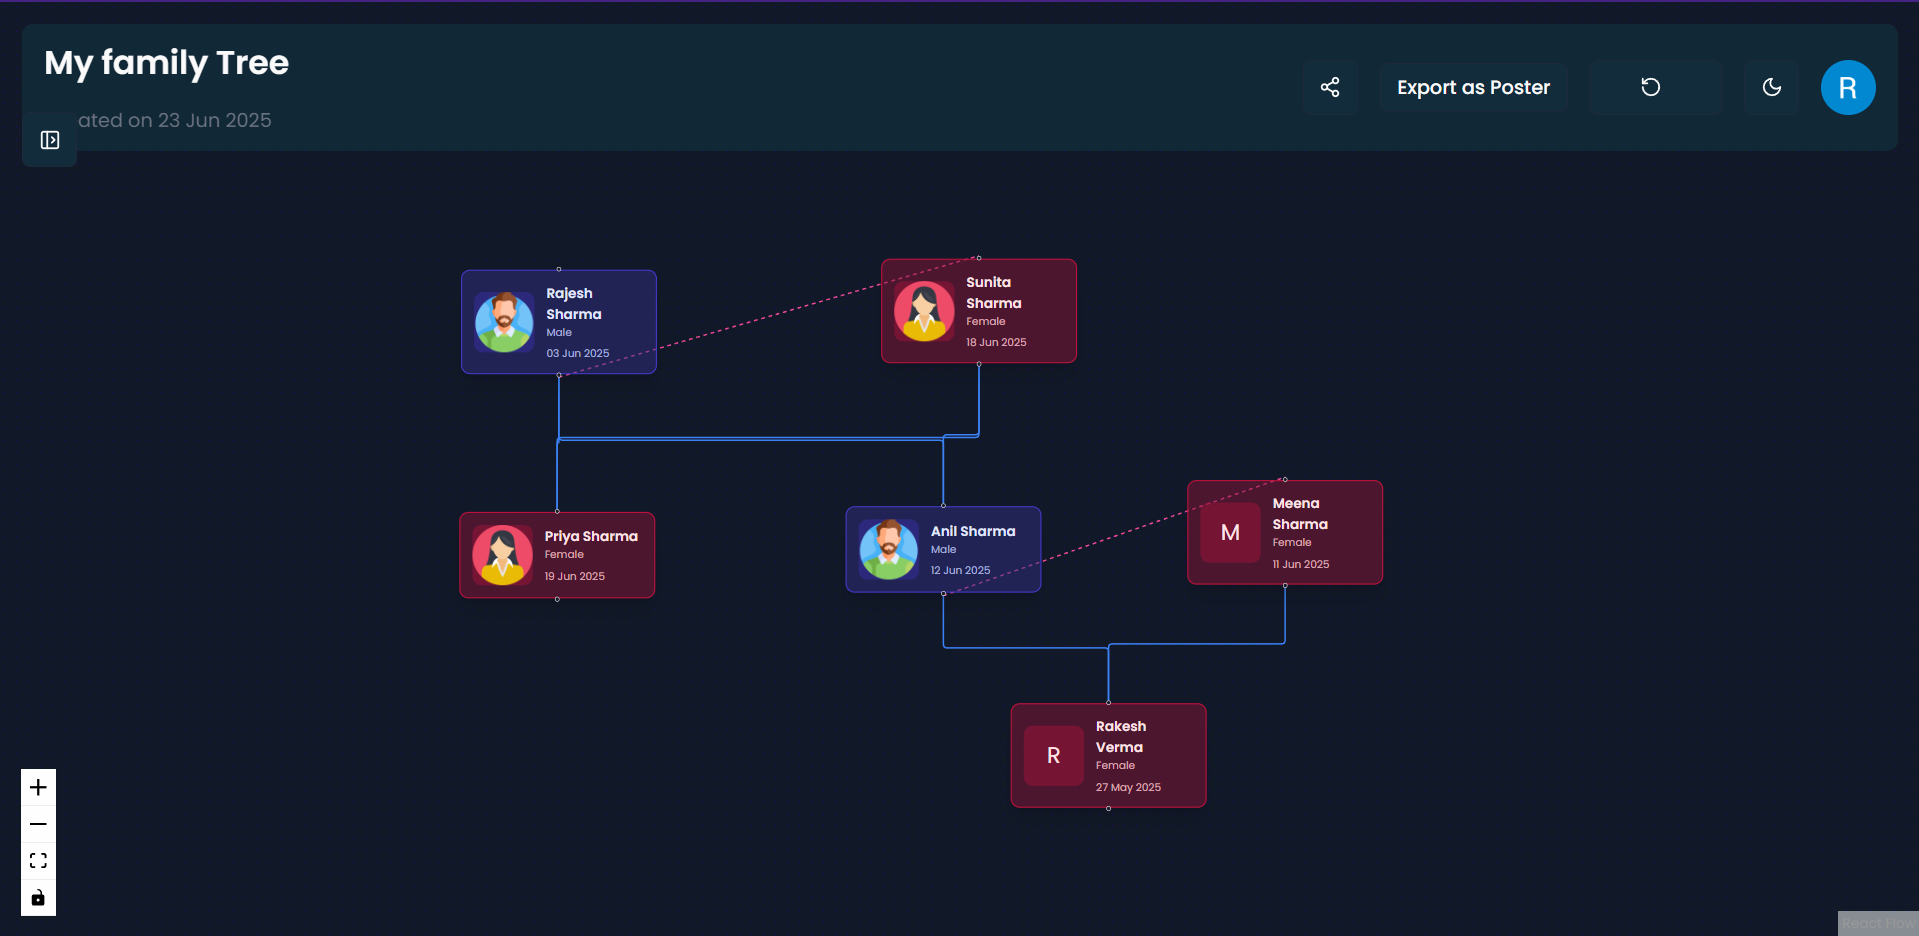 My family Tree
ated on 23 Jun 2025
Export as Poster
R
Rajesh
Sharma
Male
03 Jun 2025
Sunita
Sharma
Female
18 Jun 2025
Priya Sharma
Female
19 Jun 2025
Anil Sharma
Male
12 Jun 2025
M
Meena
Sharma
Female
11 Jun 2025
R
Rakesh
Verma
Female
27 May 2025
React Flow